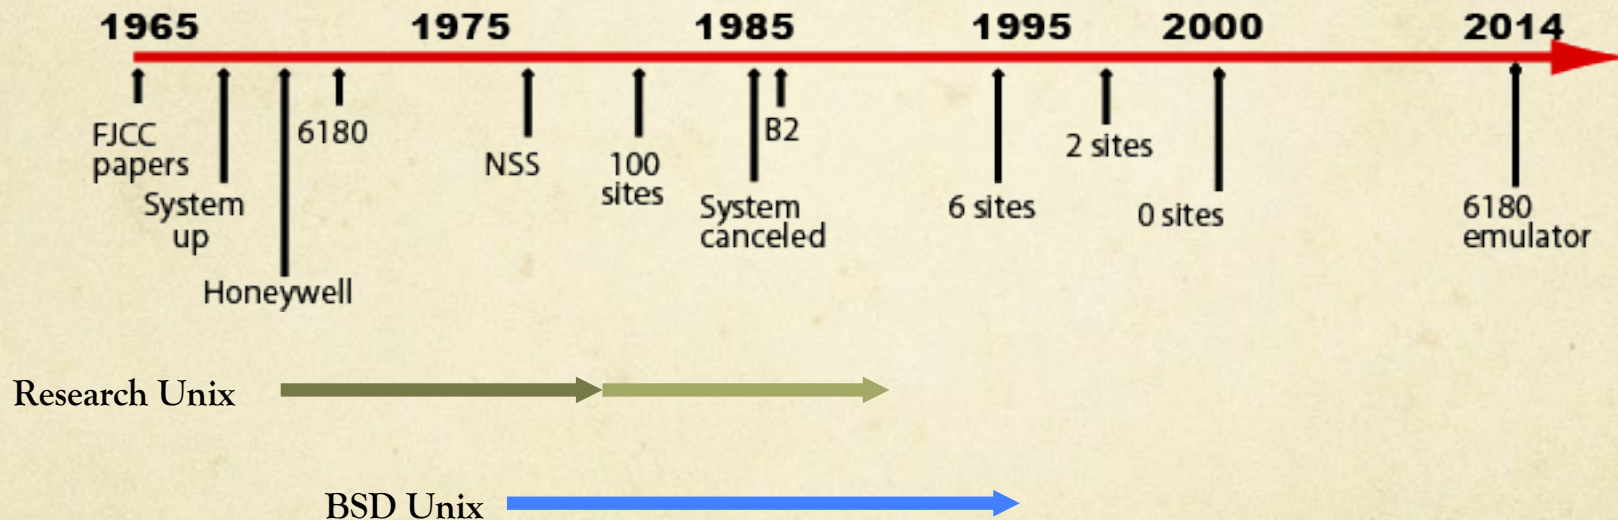 1965 1975 1985 1995 2000 2014
FJCC
papers
System
up
Honeywell
6180
NSS
100
sites
System
canceled
B2
6 sites
2 sites
0 sites
6180
emulator
Research Unix
BSD Unix